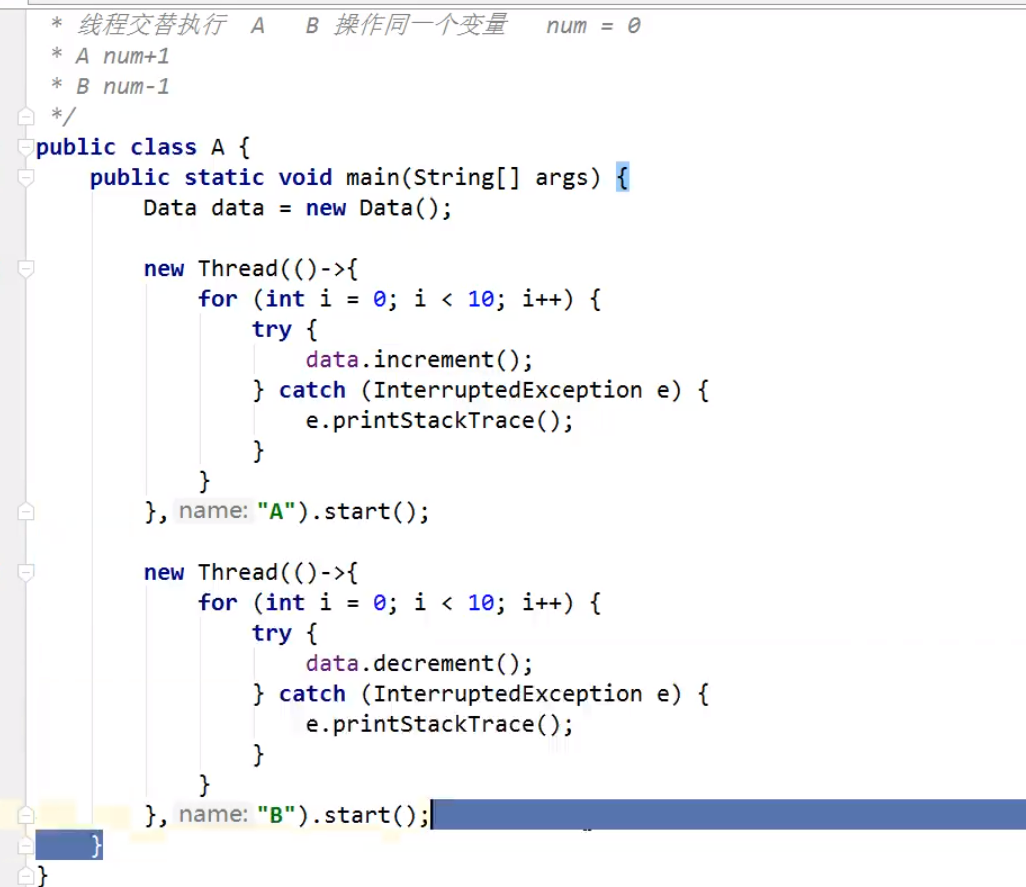 * 线程交替执行  A   B 操作同一个变量   num = 0
* A num+1
* B num-1
*/
public class A {
    public static void main(String[] args) {
        Data data = new Data();

        new Thread(()->{
            for (int i = 0; i < 10; i++) {
                try {
                    data.increment();
                } catch (InterruptedException e) {
                    e.printStackTrace();
                }
            }
        }, name: "A").start();

        new Thread(()->{
            for (int i = 0; i < 10; i++) {
                try {
                    data.decrement();
                } catch (InterruptedException e) {
                    e.printStackTrace();
                }
            }
        }, name: "B").start();
    }
}